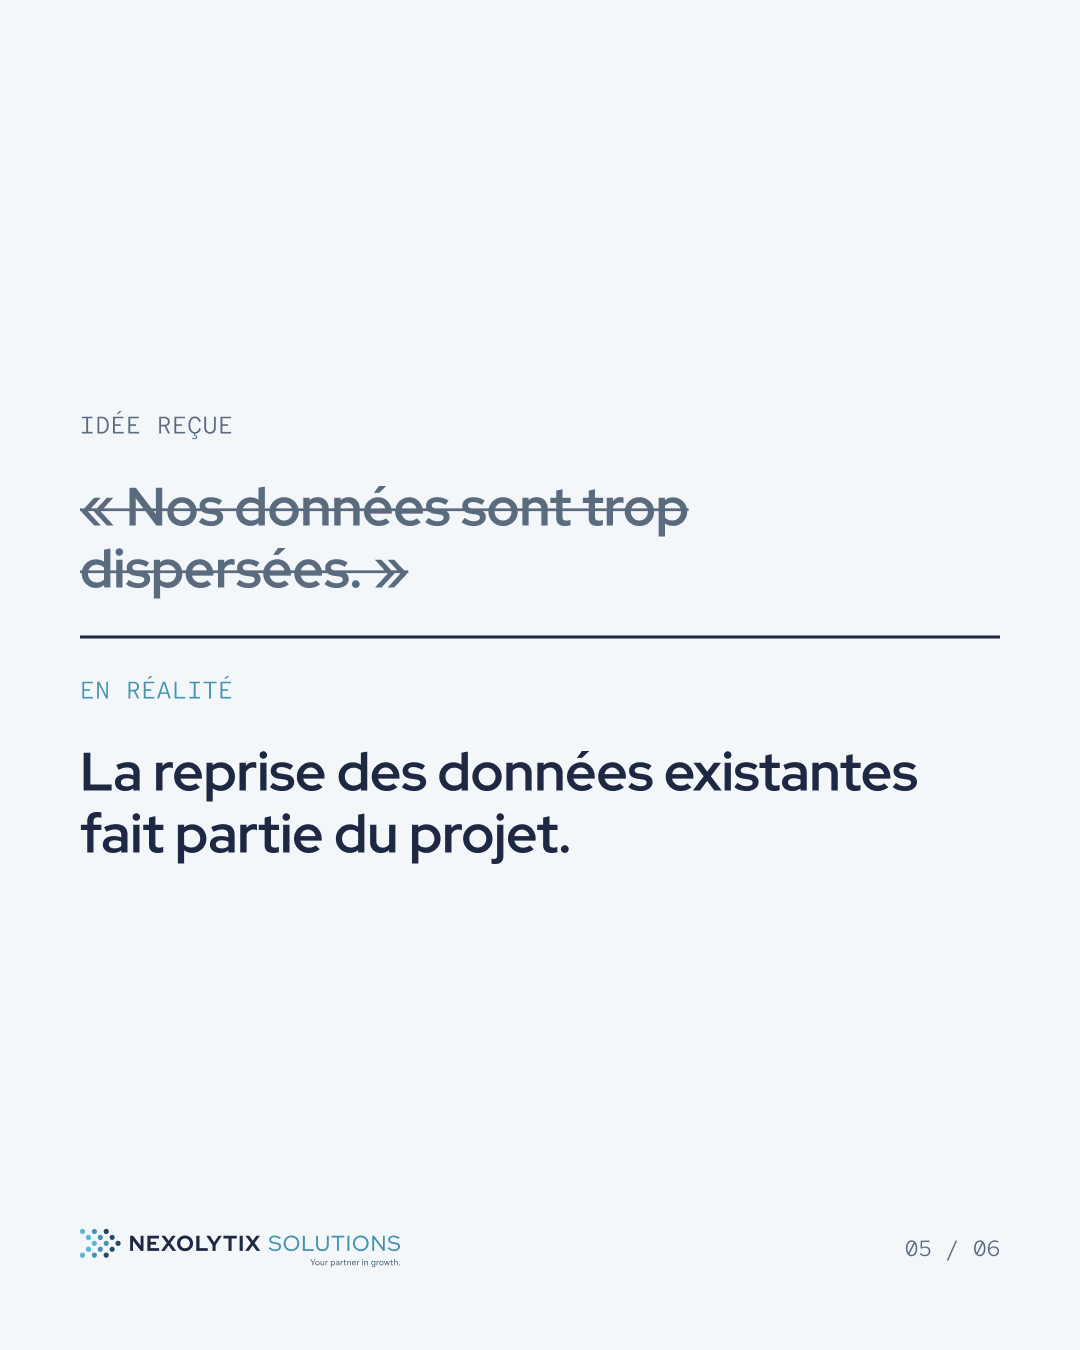 IDÉE REÇUE
« Nos données sont trop
dispersées. »
EN RÉALITÉ
La reprise des données existantes
fait partie du projet.
NEXOLYTIX SOLUTIONS
Your partner in growth.
05 / 06